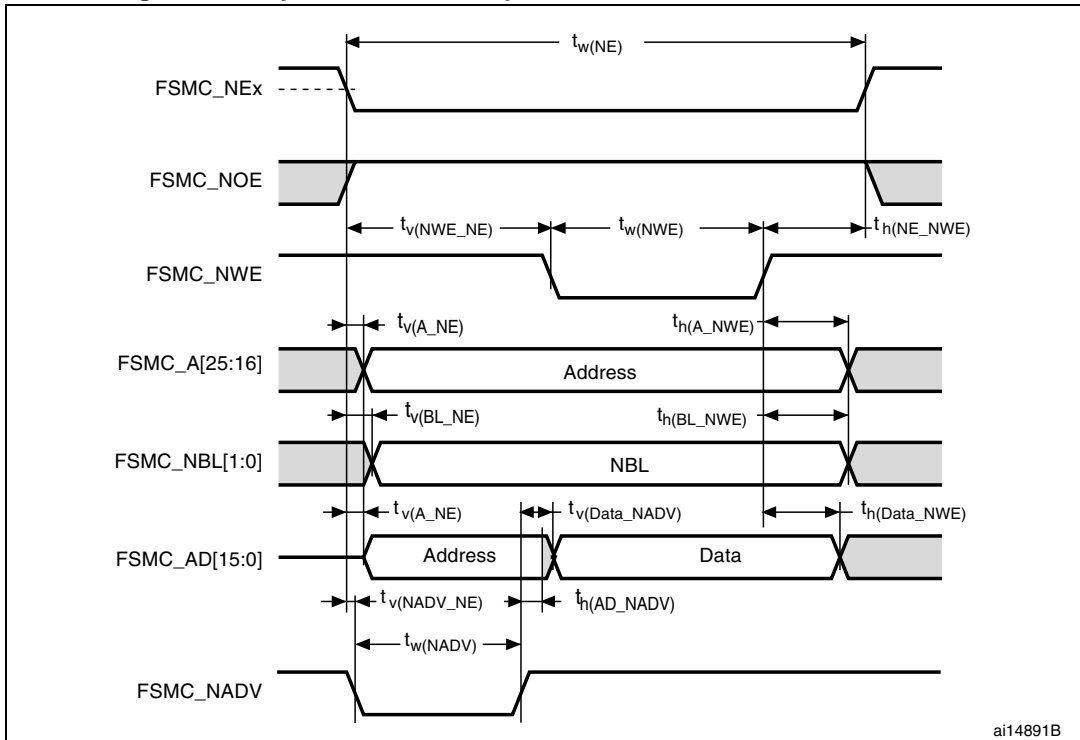 tw(NE)
FSMC_NEx
FSMC_NOE
tv(NWE_NE)
tw(NWE)
th(NE_NWE)
FSMC_NWE
tv(A_NE)
th(A_NWE)
FSMC_A[25:16]
Address
tv(BL_NE)
th(BL_NWE)
FSMC_NBL[1:0]
NBL
tv(A_NE)
tv(Data_NADV)
th(Data_NWE)
FSMC_AD[15:0]
Address
Data
tv(NADV_NE)
th(AD_NADV)
tw(NADV)
FSMC_NADV
ai14891B